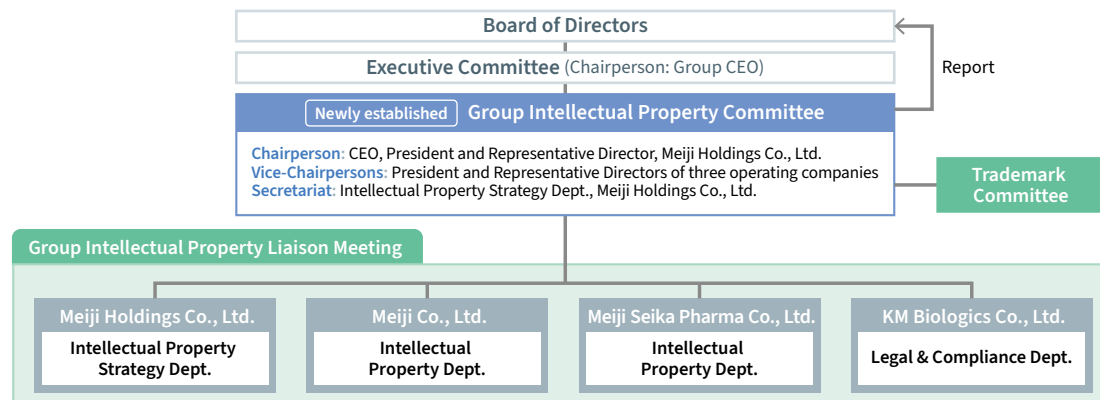 Board of Directors
Executive Committee (Chairperson: Group CEO)
Report
Newly established Group Intellectual Property Committee
Chairperson: CEO, President and Representative Director, Meiji Holdings Co., Ltd.
Vice-Chairpersons: President and Representative Directors of three operating companies
Secretariat: Intellectual Property Strategy Dept., Meiji Holdings Co., Ltd.
Trademark
Committee
Group Intellectual Property Liaison Meeting
Meiji Holdings Co., Ltd.
Intellectual Property
Strategy Dept.
Meiji Co., Ltd.
Intellectual
Property Dept.
Meiji Seika Pharma Co., Ltd.
Intellectual
Property Dept.
KM Biologics Co., Ltd.
Legal & Compliance Dept.